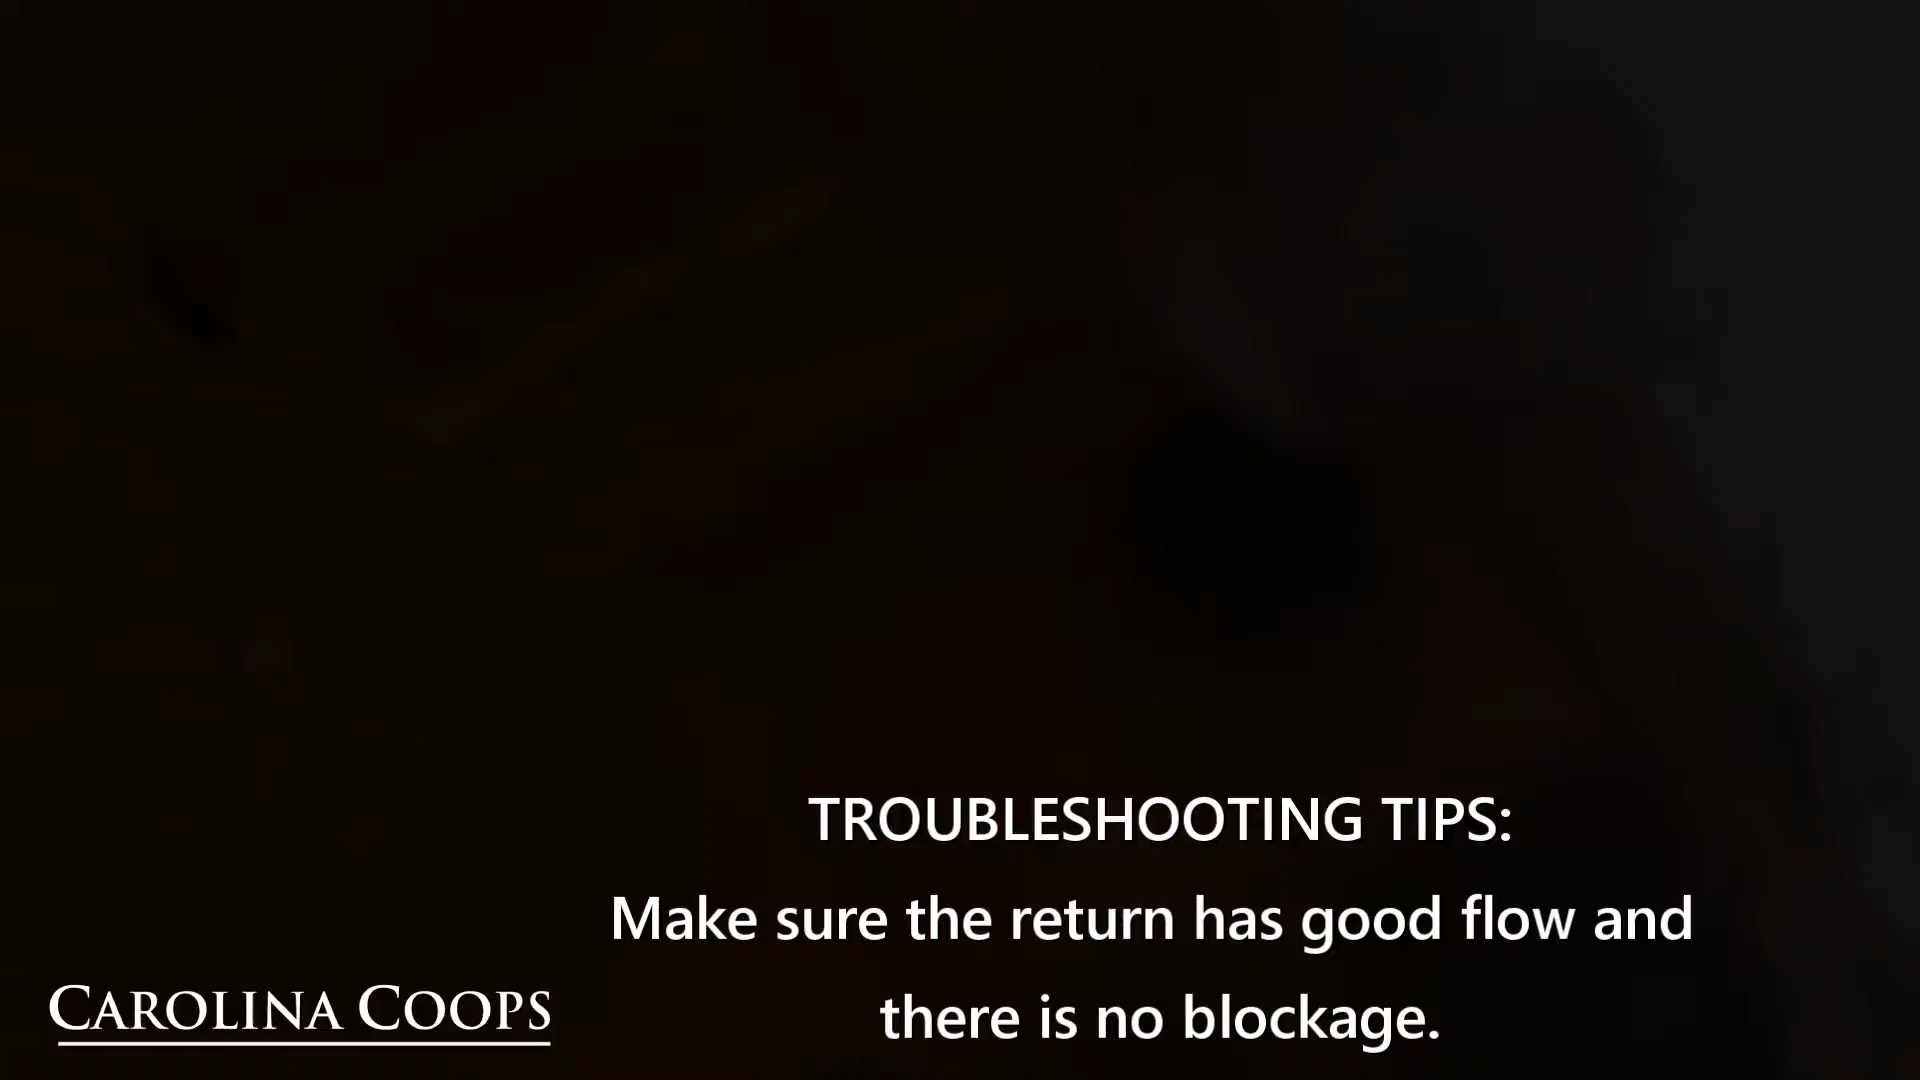 TROUBLESHOOTING TIPS:
Make sure the return has good flow and
there is no blockage.
CAROLINA COOPS